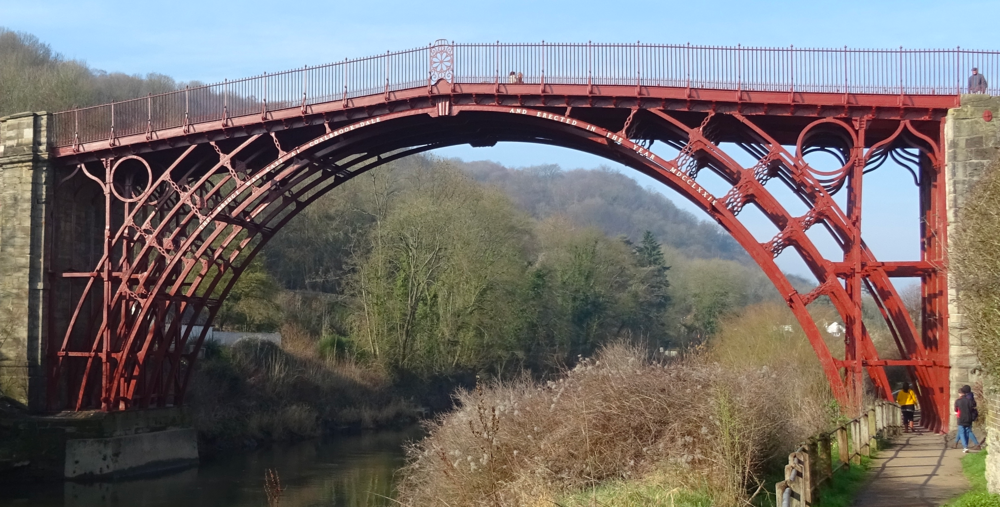 THIS BRIDGE WAS CAST AT COALBROOK=DALE AND ERECTED IN THE YEAR MDCCLXXIX